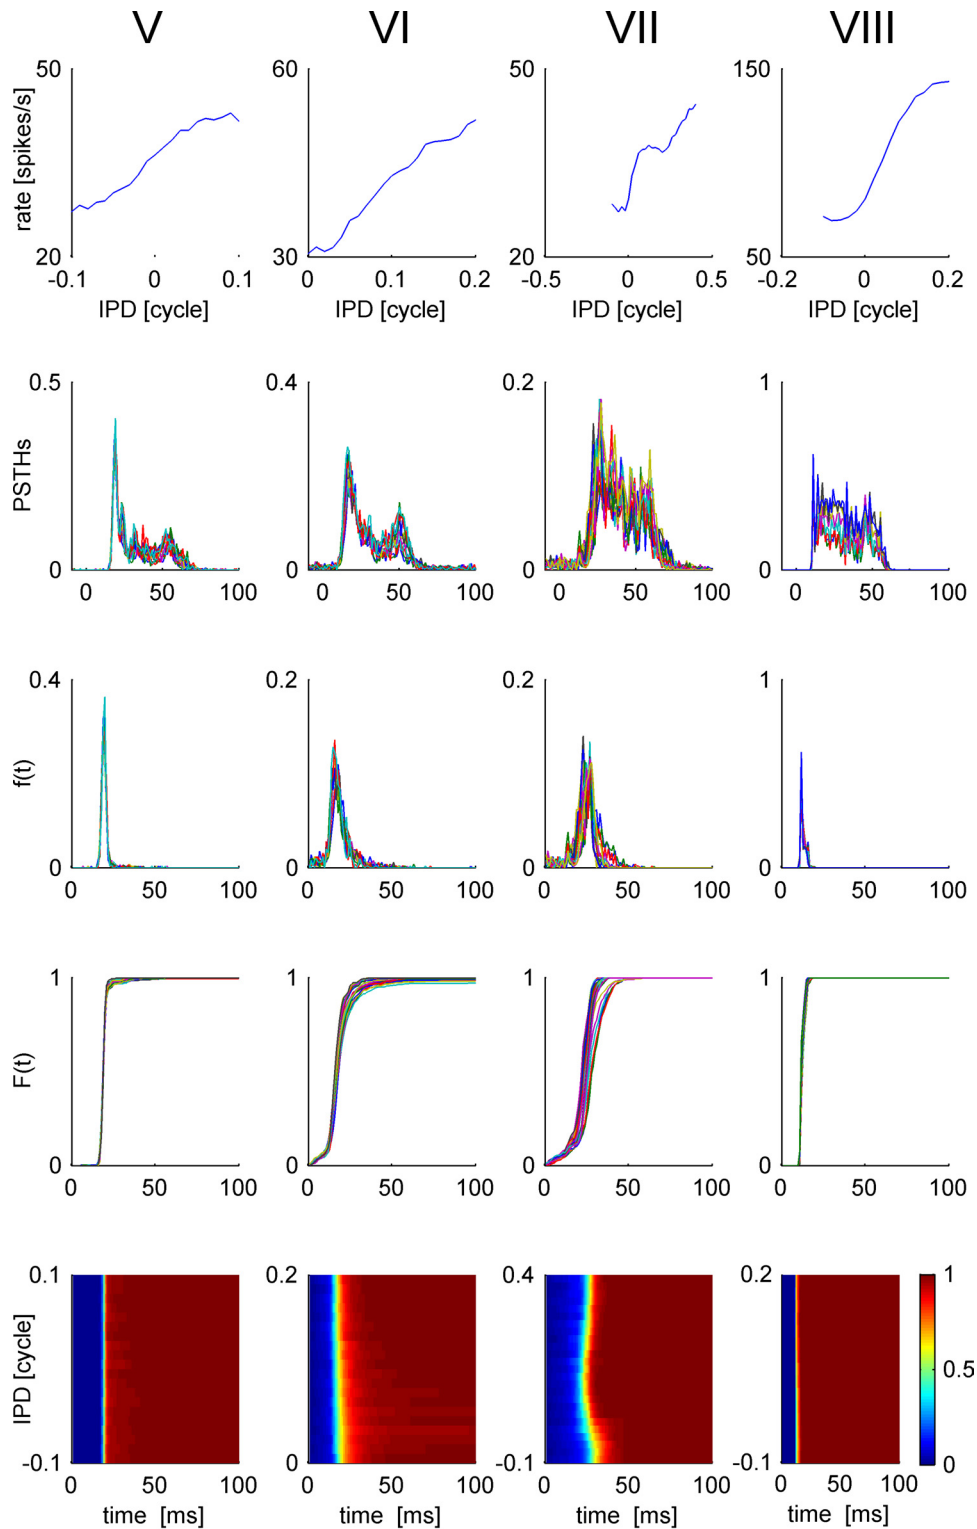 V VI VII VIII
rate [spikes/s]
50 60 50 150
20 30 20 50
-0.1 0 0.1 0 0.1 0.2 -0.5 0 0.5 -0.2 0 0.2
IPD [cycle] IPD [cycle] IPD [cycle] IPD [cycle]
PSTHs
0.5 0.4 0.2 1
0 0 0 0
0 50 100 0 50 100 0 50 100 0 50 100
f(t)
0.4 0.2 0.2 1
0 0 0 0
0 50 100 0 50 100 0 50 100 0 50 100
F(t)
1 1 1 1
0 0 0 0
0 50 100 0 50 100 0 50 100 0 50 100
IPD [cycle]
0.1 0.2 0.4 0.2 1
0.5
-0.1 0 -0.1 -0.1 0
0 50 100 0 50 100 0 50 100 0 50 100
time [ms] time [ms] time [ms] time [ms]